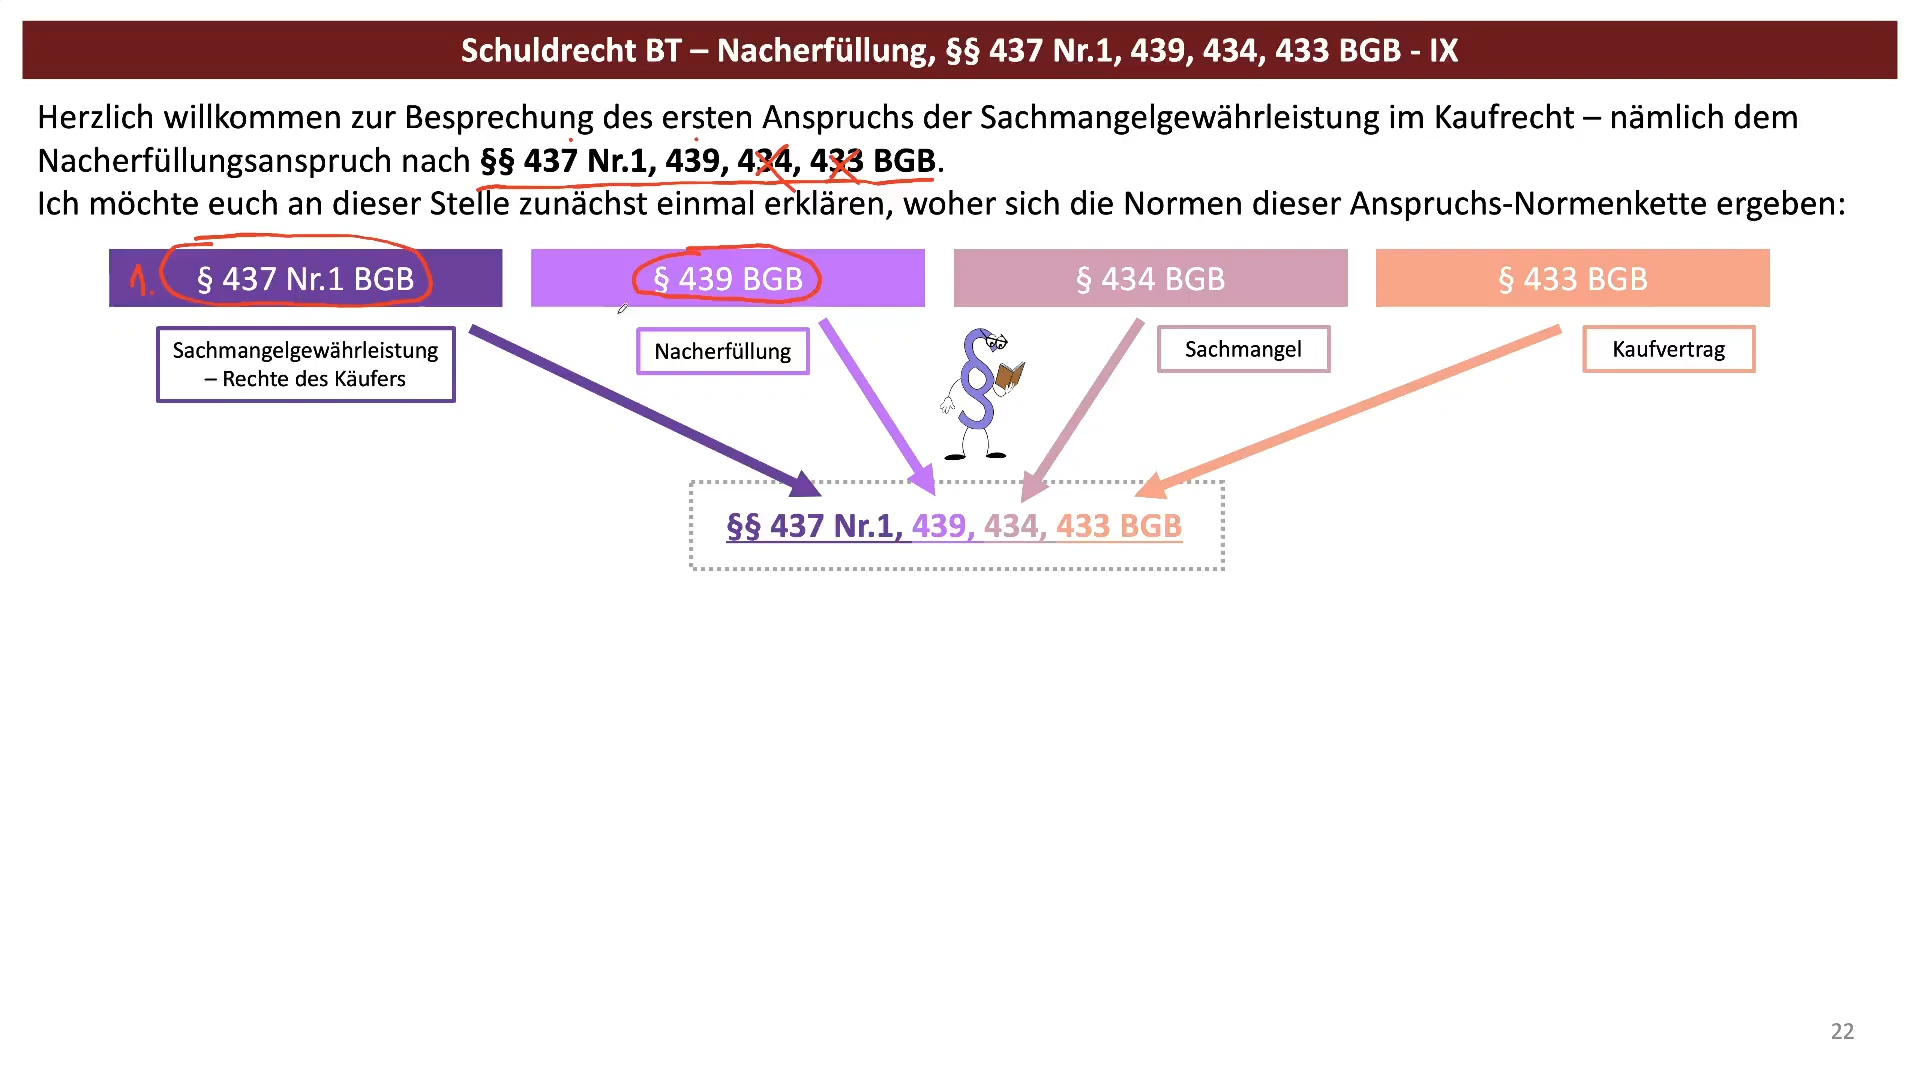 Schuldrecht BT – Nacherfüllung, §§ 437 Nr.1, 439, 434, 433 BGB - IX
Herzlich willkommen zur Besprechung des ersten Anspruchs der Sachmangelgewährleistung im Kaufrecht – nämlich dem
Nacherfüllungsanspruch nach §§ 437 Nr.1, 439, 434, 433 BGB.
Ich möchte euch an dieser Stelle zunächst einmal erklären, woher sich die Normen dieser Anspruchs-Normenkette ergeben:
1. § 437 Nr.1 BGB
§ 439 BGB
§ 434 BGB
§ 433 BGB
Sachmangelgewährleistung
– Rechte des Käufers
Nacherfüllung
Sachmangel
Kaufvertrag
§§ 437 Nr.1, 439, 434, 433 BGB
22